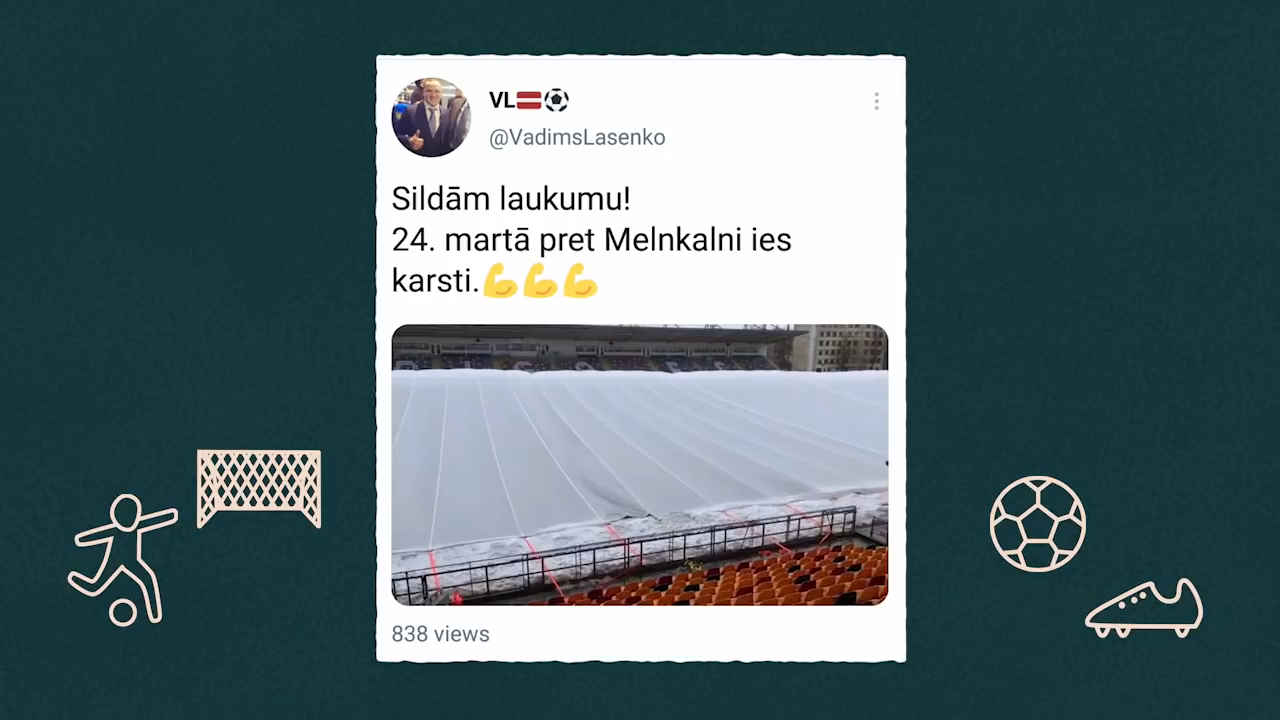 VL
@VadimsLasenko
Sildām laukumu!
24. martā pret Melnkalni ies
karsti.💪💪💪
838 views